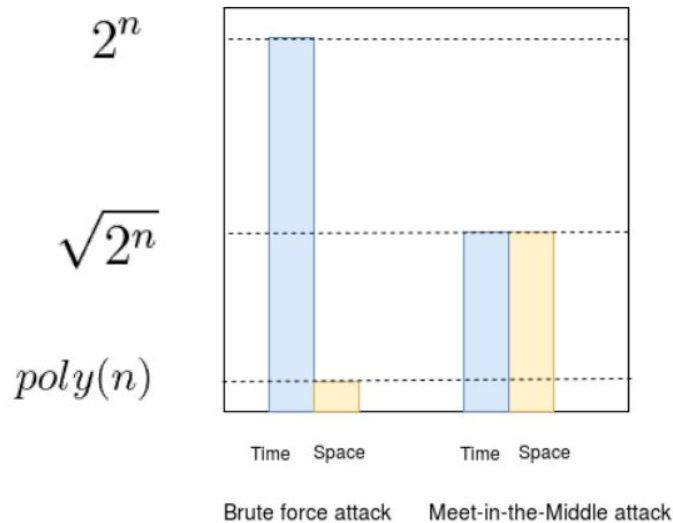 2^n
√2^n
poly(n)
Time Space Time Space
Brute force attack Meet-in-the-Middle attack